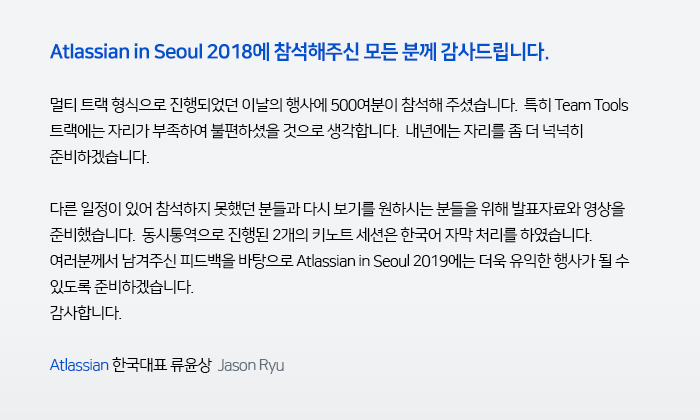 Atlassian in Seoul 2018에 참석해주신 모든 분께 감사드립니다.
멀티 트랙 형식으로 진행되었던 이날의 행사에 500여분이 참석해 주셨습니다. 특히 Team Tools
트랙에는 자리가 부족하여 불편하셨을 것으로 생각합니다. 내년에는 자리를 좀 더 넉넉히
준비하겠습니다.
다른 일정이 있어 참석하지 못했던 분들과 다시 보기를 원하시는 분들을 위해 발표자료와 영상을
준비했습니다. 동시통역으로 진행된 2개의 키노트 세션은 한국어 자막 처리를 하였습니다.
여러분께서 남겨주신 피드백을 바탕으로 Atlassian in Seoul 2019에는 더욱 유익한 행사가 될 수
있도록 준비하겠습니다.
감사합니다.
Atlassian 한국대표 류윤상 Jason Ryu